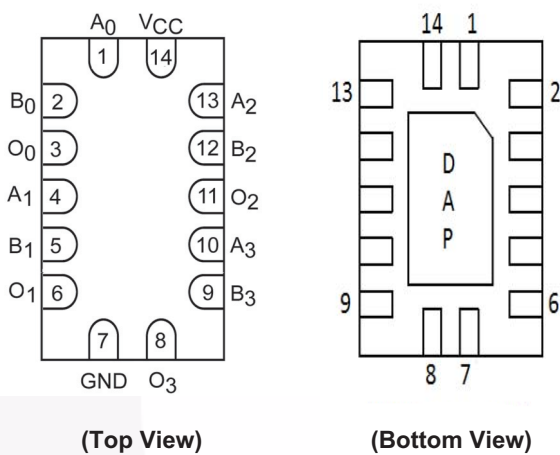 A0 VCC
1 14
B0 2 13 A2
O0 3 12 B2
A1 4 11 O2
B1 5 10 A3
O1 6 9 B3
7 8
GND O3
(Top View)
14 1
13 2
D
A
P
9 6
8 7
(Bottom View)